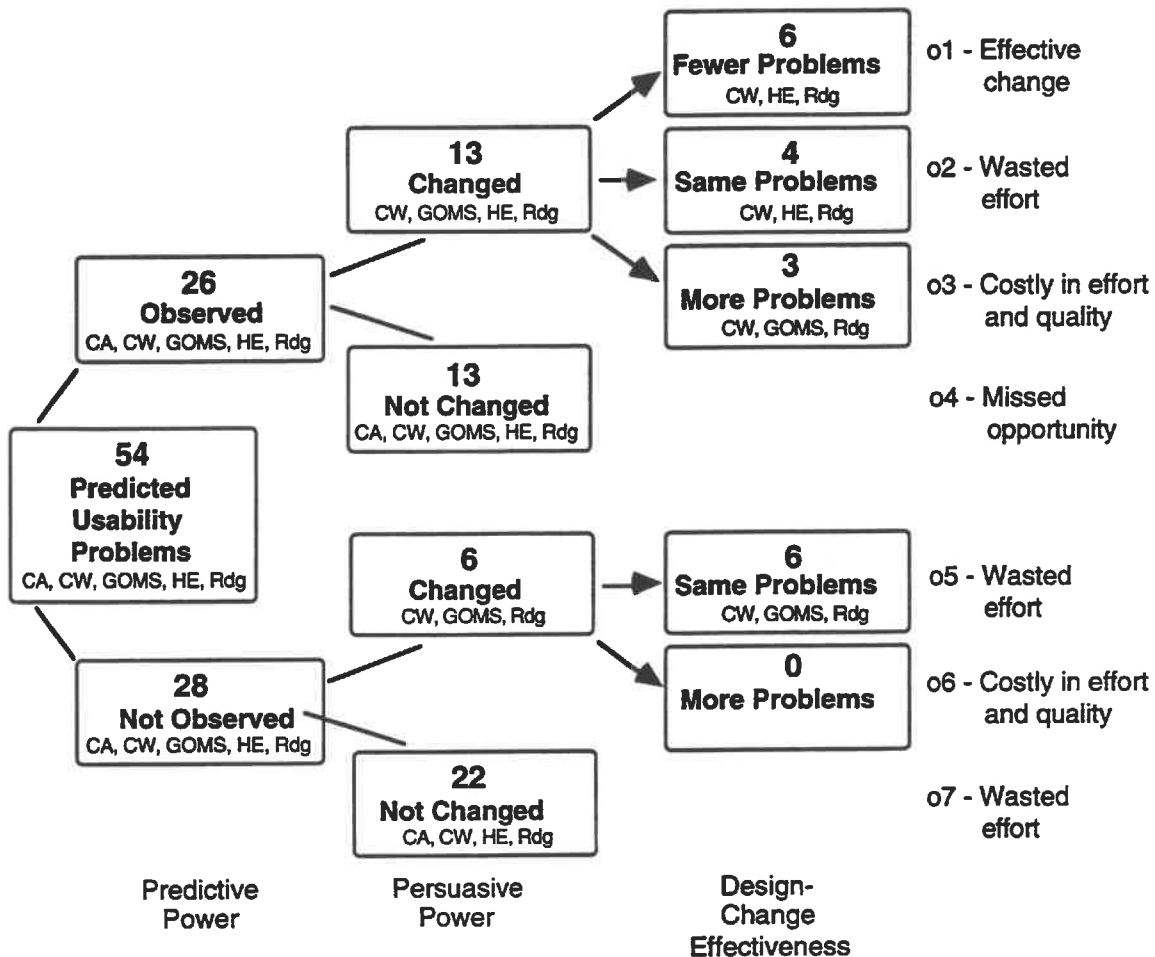 6
Fewer Problems
CW, HE, Rdg
o1 - Effective
change
13
Changed
CW, GOMS, HE, Rdg
4
Same Problems
CW, HE, Rdg
o2 - Wasted
effort
26
Observed
CA, CW, GOMS, HE, Rdg
3
More Problems
CW, GOMS, Rdg
o3 - Costly in effort
and quality
13
Not Changed
CA, CW, GOMS, HE, Rdg
o4 - Missed
opportunity
54
Predicted
Usability
Problems
CA, CW, GOMS, HE, Rdg
6
Changed
CW, GOMS, Rdg
6
Same Problems
CW, GOMS, Rdg
o5 - Wasted
effort
28
Not Observed
CA, CW, GOMS, HE, Rdg
0
More Problems
o6 - Costly in effort
and quality
22
Not Changed
CA, CW, HE, Rdg
o7 - Wasted
effort
Predictive
Power
Persuasive
Power
Design-
Change
Effectiveness